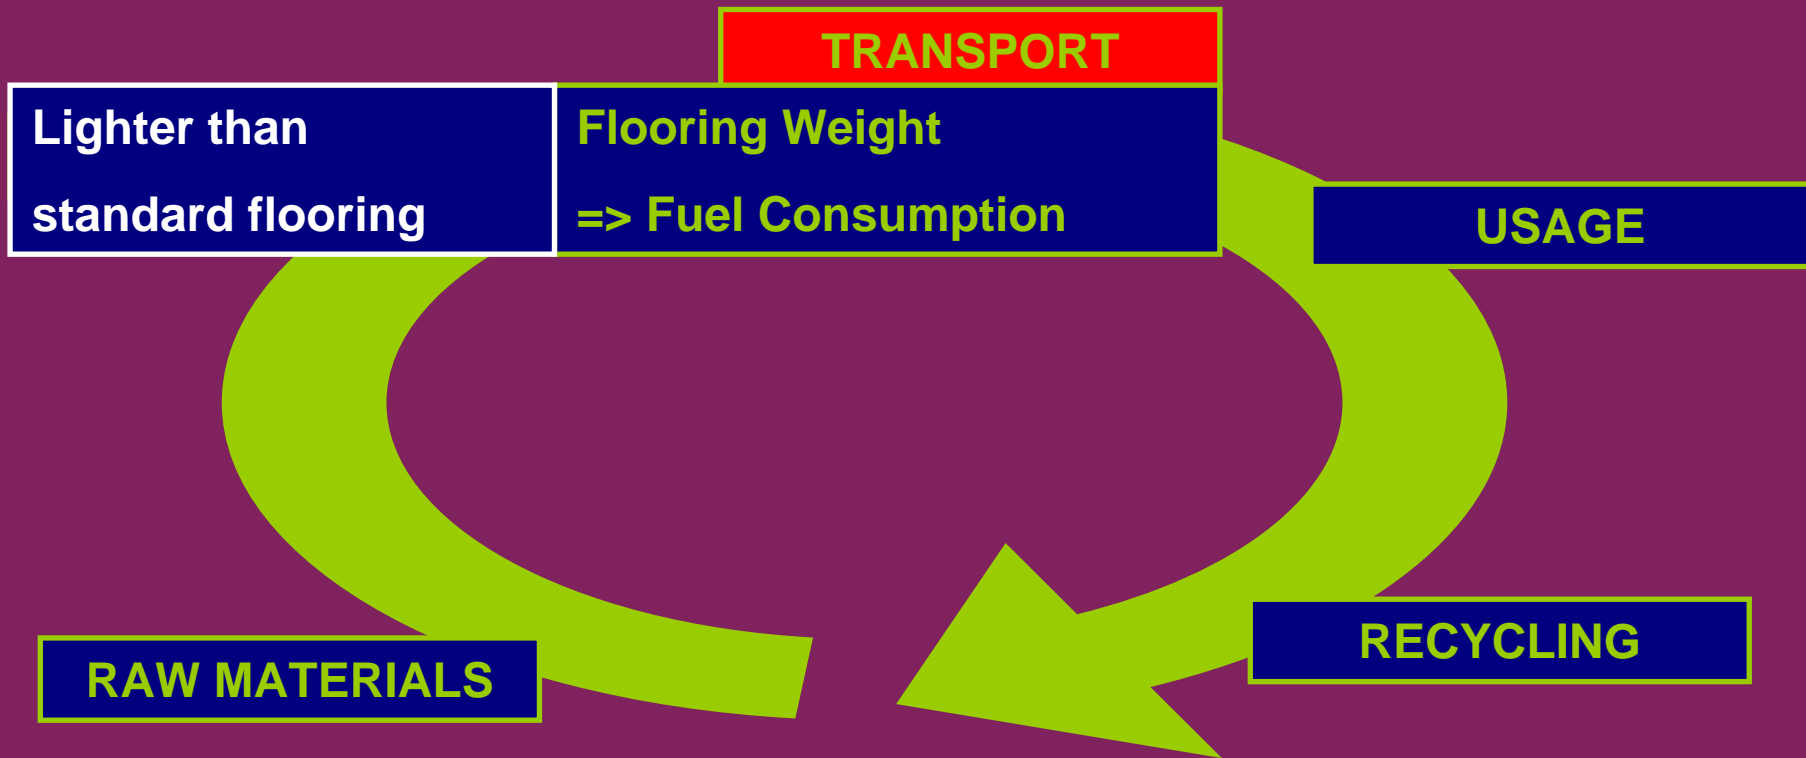 TRANSPORT
Lighter than
standard flooring
Flooring Weight
=> Fuel Consumption
USAGE
RECYCLING
RAW MATERIALS